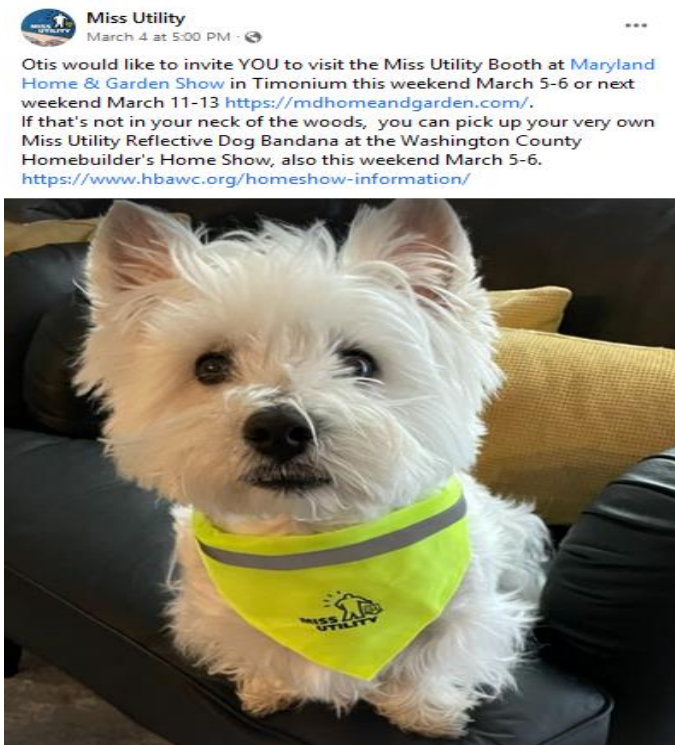 Miss Utility
March 4 at 5:00 PM ·
Otis would like to invite YOU to visit the Miss Utility Booth at Maryland
Home & Garden Show in Timonium this weekend March 5-6 or next
weekend March 11-13 https://mdhomeandgarden.com/.
If that's not in your neck of the woods, you can pick up your very own
Miss Utility Reflective Dog Bandana at the Washington County
Homebuilder's Home Show, also this weekend March 5-6.
https://www.hbawc.org/homeshow-information/
MISS
UTILITY